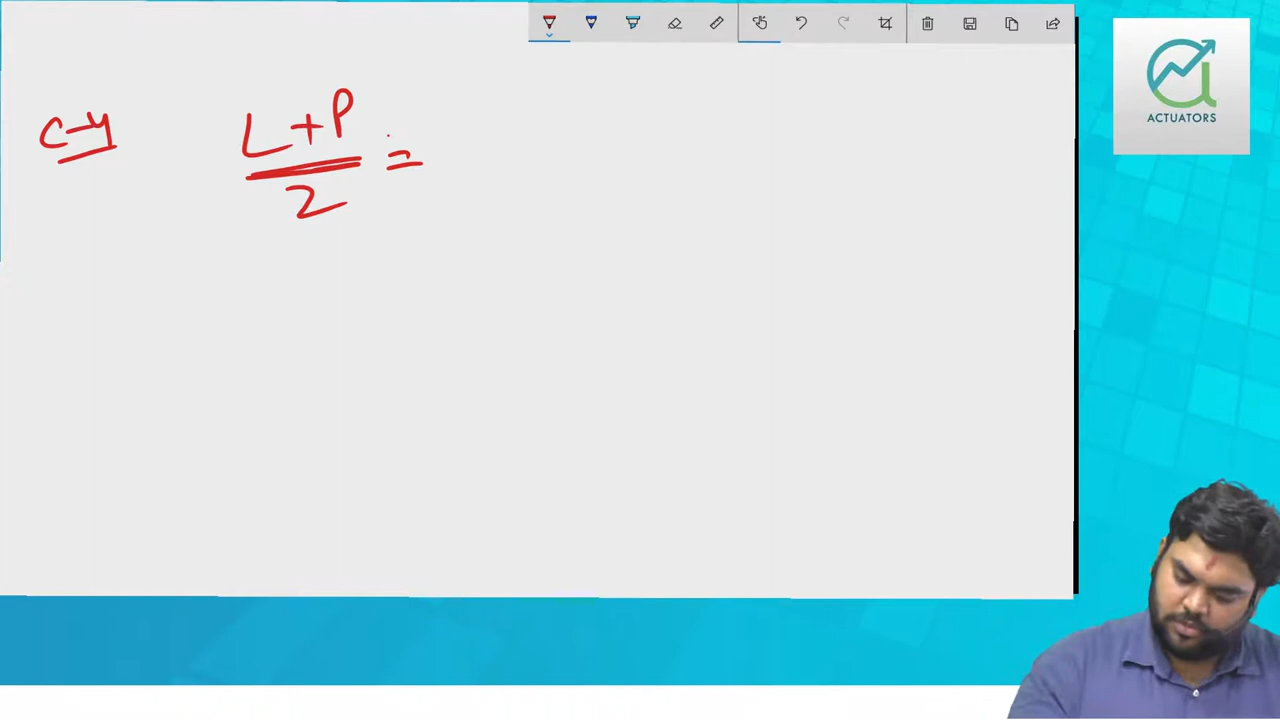 C-y
L+P
2
=
ACTUATORS